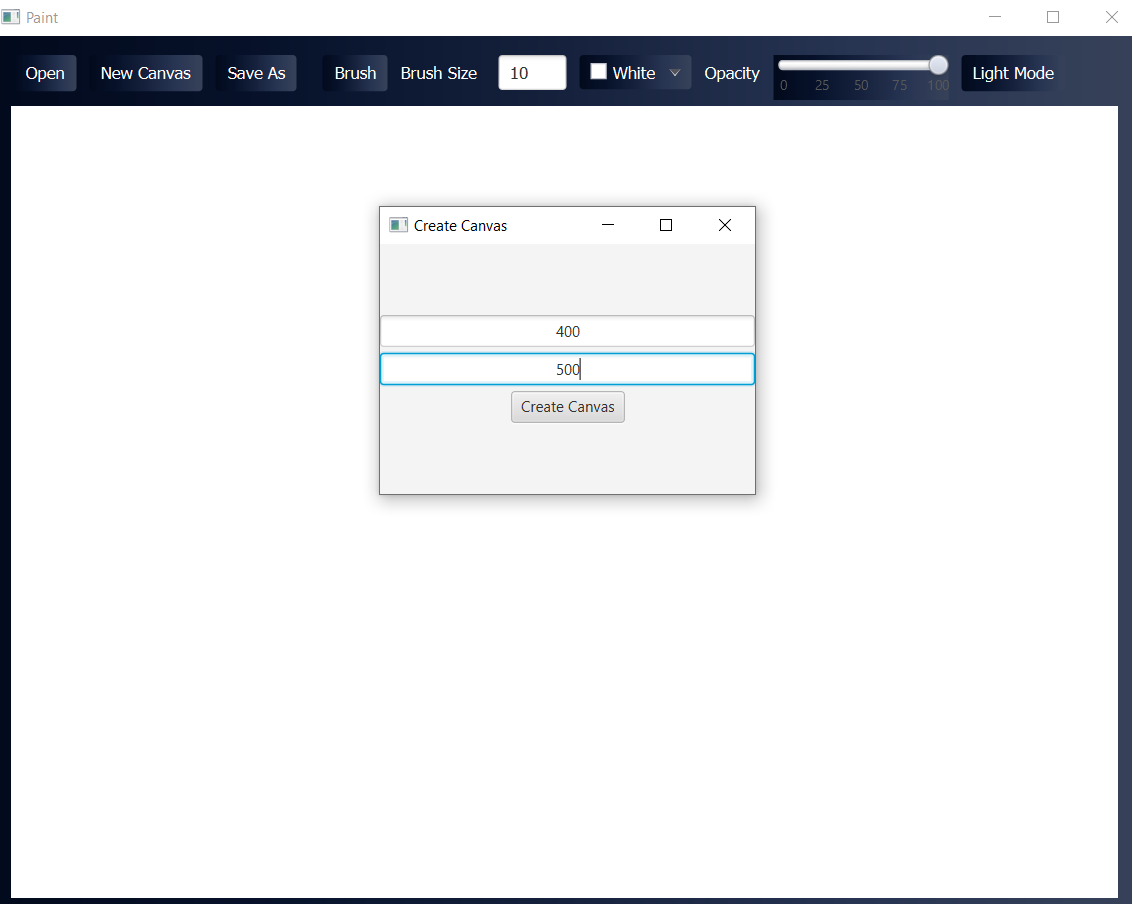 Paint
Open New Canvas Save As Brush Brush Size 10 White Opacity 0 25 50 75 100 Light Mode
Create Canvas
400
500
Create Canvas